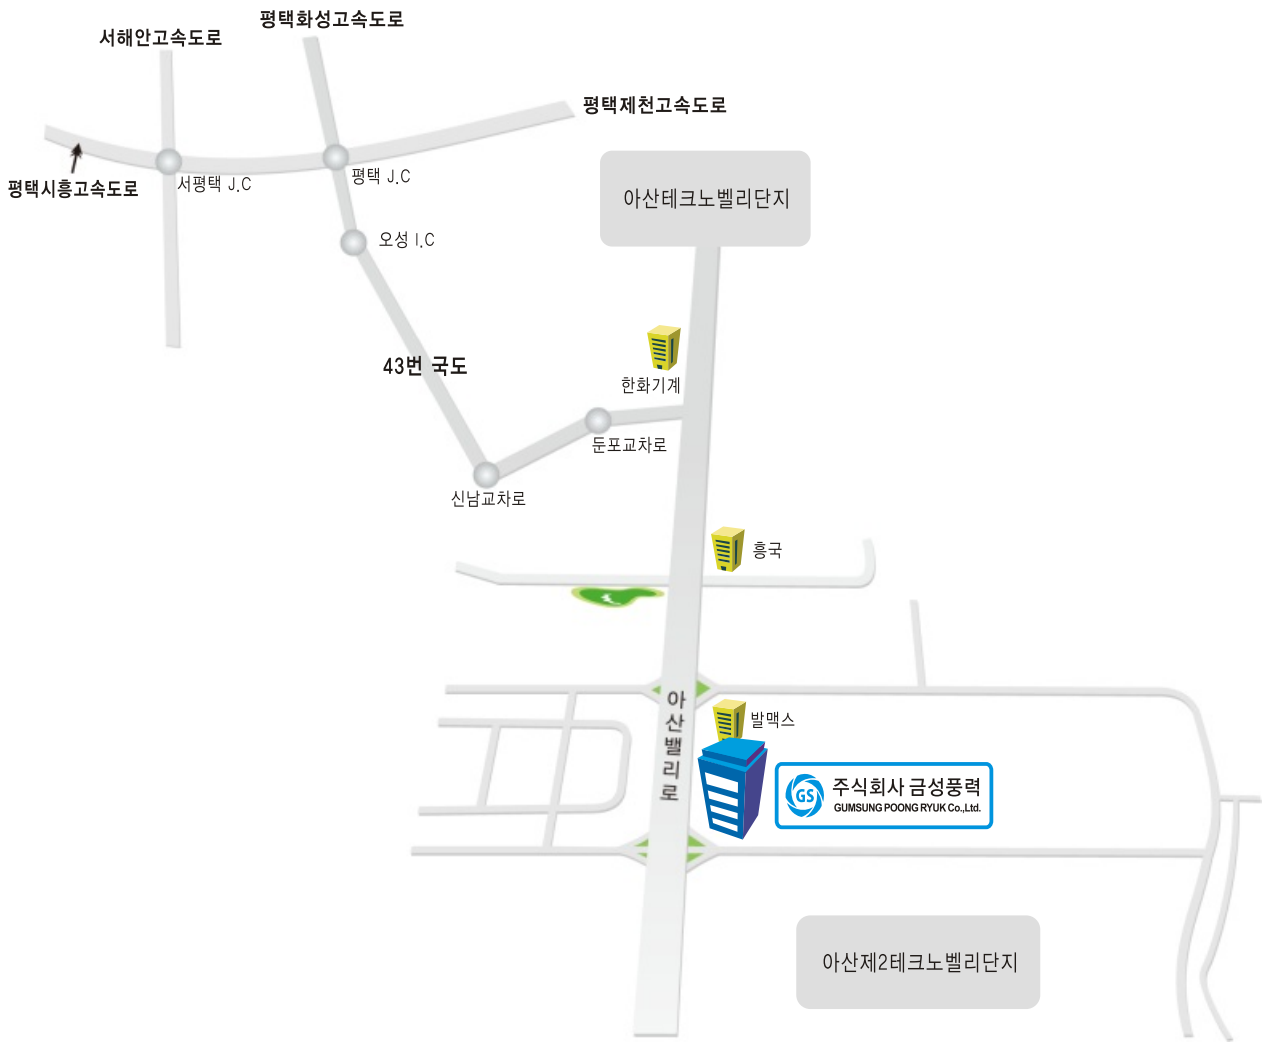 평택화성고속도로
서해안고속도로
평택제천고속도로
평택시흥고속도로
서평택 J.C
평택 J.C
아산테크노벨리단지
오성 I.C
43번 국도
한화기계
둔포교차로
신남교차로
흥국
아산밸리로
발맥스
GS
주식회사 금성풍력
GUMSUNG POONG RYUK Co.,Ltd.
아산제2테크노벨리단지